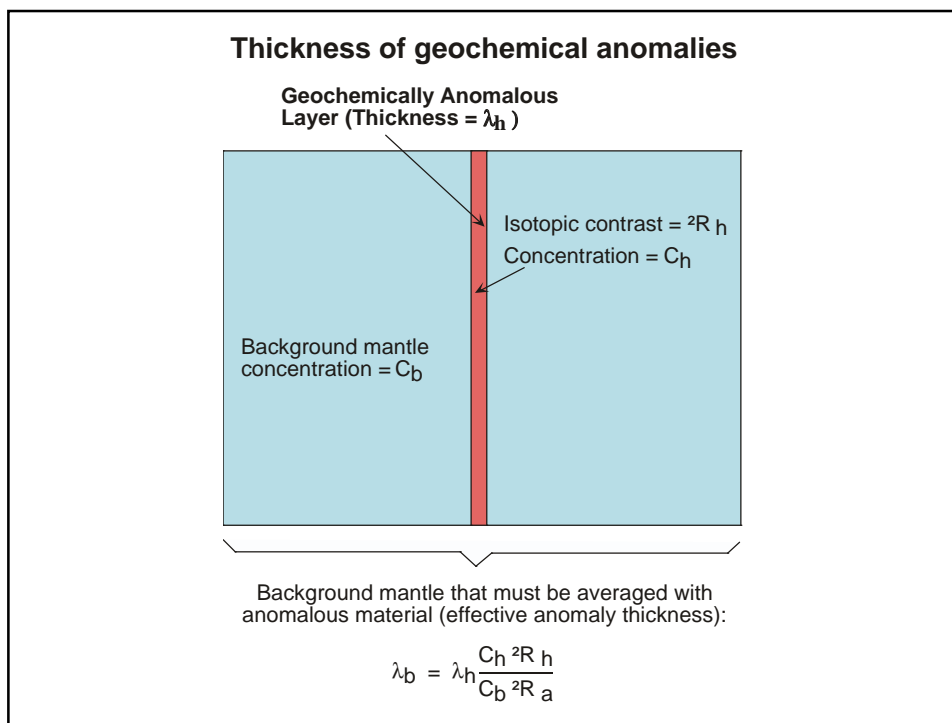 Thickness of geochemical anomalies
Geochemically Anomalous
Layer (Thickness = λh )
Isotopic contrast = ²R h
Concentration = Ch
Background mantle
concentration = Cb
Background mantle that must be averaged with
anomalous material (effective anomaly thickness):
λb = λh Ch ²R h / Cb ²R a